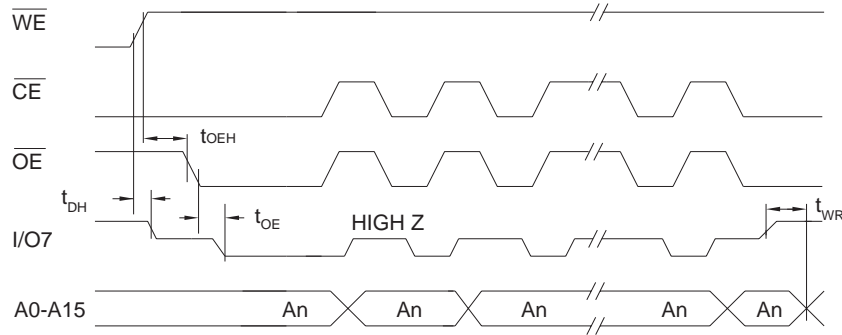 WE
CE
tOEH
OE
tDH
tOE
HIGH Z
tWR
I/O7
A0-A15 An An An An An